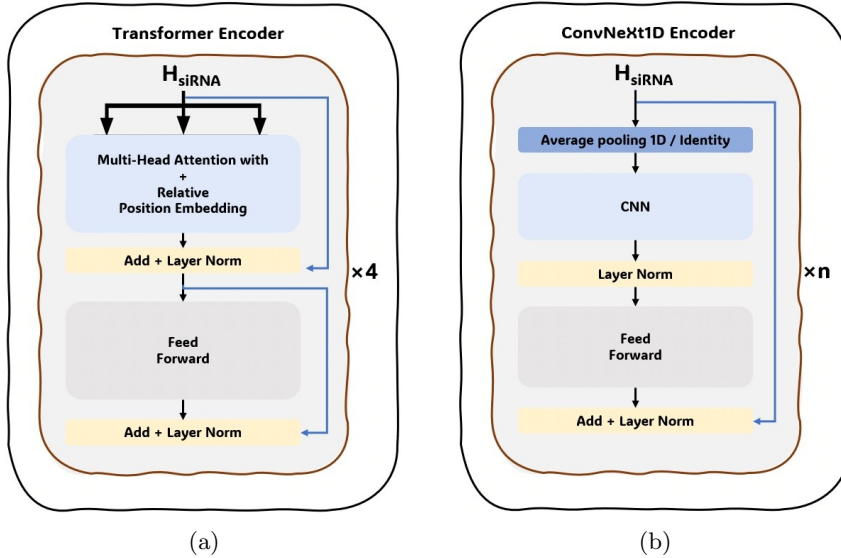 Transformer Encoder
H_siRNA
Multi-Head Attention with
+
Relative
Position Embedding
Add + Layer Norm
×4
Feed
Forward
Add + Layer Norm
(a)
ConvNeXt1D Encoder
H_siRNA
Average pooling 1D / Identity
CNN
Layer Norm
×n
Feed
Forward
Add + Layer Norm
(b)